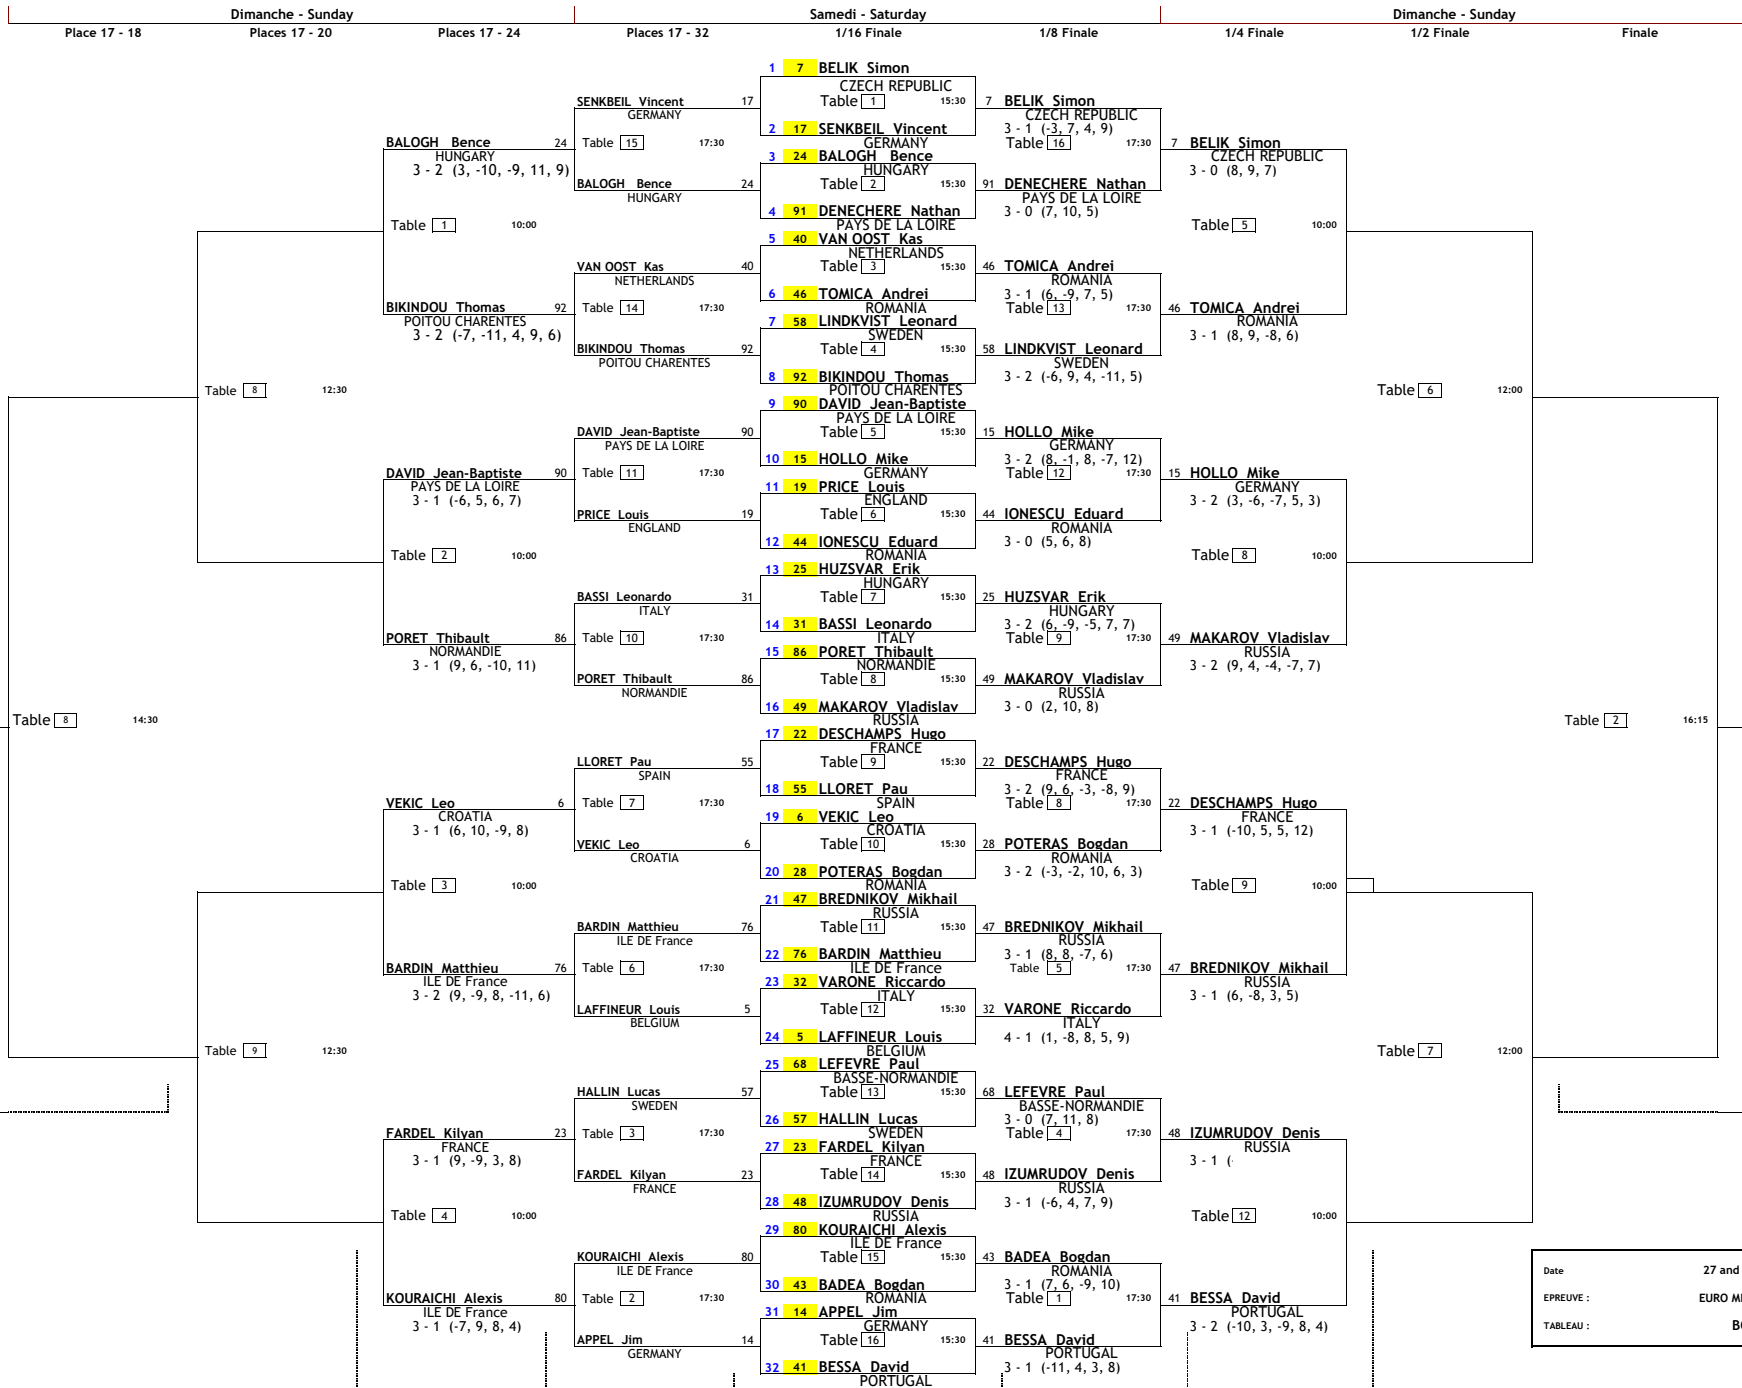 Dimanche - Sunday Samedi - Saturday Dimanche - Sunday
Place 17 - 18 Places 17 - 20 Places 17 - 24 Places 17 - 32 1/16 Finale 1/8 Finale 1/4 Finale 1/2 Finale Finale
1 7 BELIK Simon
CZECH REPUBLIC
SENKBEIL Vincent 17 Table 1 15:30 7 BELIK Simon
GERMANY CZECH REPUBLIC
2 17 SENKBEIL Vincent 3 - 1 (-3, 7, 4, 9)
BALOGH Bence 24 Table 15 17:30 GERMANY Table 16 17:30 7 BELIK Simon
HUNGARY 3 24 BALOGH Bence CZECH REPUBLIC
3 - 2 (3, -10, -9, 11, 9) HUNGARY 3 - 0 (8, 9, 7)
BALOGH Bence 24 Table 2 15:30 91 DENECHERE Nathan
HUNGARY PAYS DE LA LOIRE
4 91 DENECHERE Nathan 3 - 0 (7, 10, 5)
Table 1 10:00 PAYS DE LA LOIRE Table 5 10:00
5 40 VAN OOST Kas
NETHERLANDS
VAN OOST Kas 40 Table 3 15:30 46 TOMICA Andrei
NETHERLANDS ROMANIA
6 46 TOMICA Andrei 3 - 1 (6, -9, 7, 5)
BIKINDOU Thomas 92 Table 14 17:30 ROMANIA Table 13 17:30 46 TOMICA Andrei
POITOU CHARENTES 7 58 LINDKVIST Leonard ROMANIA
3 - 2 (-7, -11, 4, 9, 6) SWEDEN 3 - 1 (8, 9, -8, 6)
BIKINDOU Thomas 92 Table 4 15:30 58 LINDKVIST Leonard
POITOU CHARENTES SWEDEN
8 92 BIKINDOU Thomas 3 - 2 (-6, 9, 4, -11, 5)
Table 8 12:30 POITOU CHARENTES Table 6 12:00
9 90 DAVID Jean-Baptiste
PAYS DE LA LOIRE
DAVID Jean-Baptiste 90 Table 5 15:30 15 HOLLO Mike
PAYS DE LA LOIRE GERMANY
10 15 HOLLO Mike 3 - 2 (8, -1, 8, -7, 12)
DAVID Jean-Baptiste 90 Table 11 17:30 GERMANY Table 12 17:30 15 HOLLO Mike
PAYS DE LA LOIRE 11 19 PRICE Louis GERMANY
3 - 1 (-6, 5, 6, 7) ENGLAND 3 - 2 (3, -6, -7, 5, 3)
PRICE Louis 19 Table 6 15:30 44 IONESCU Eduard
ENGLAND ROMANIA
12 44 IONESCU Eduard 3 - 0 (5, 6, 8)
Table 2 10:00 ROMANIA Table 8 10:00
13 25 HUZSVAR Erik
HUNGARY
BASSI Leonardo 31 Table 7 15:30 25 HUZSVAR Erik
ITALY HUNGARY
14 31 BASSI Leonardo 3 - 2 (6, -9, -5, 7, 7)
PORET Thibault 86 Table 10 17:30 ITALY Table 9 17:30 49 MAKAROV Vladislav
NORMANDIE 15 86 PORET Thibault RUSSIA
3 - 1 (9, 6, -10, 11) NORMANDIE 3 - 2 (9, 4, -4, -7, 7)
PORET Thibault 86 Table 8 15:30 49 MAKAROV Vladislav
NORMANDIE RUSSIA
16 49 MAKAROV Vladislav 3 - 0 (2, 10, 8)
Table 8 14:30 RUSSIA Table 2 16:15
17 22 DESCHAMPS Hugo
FRANCE
LLORET Pau 55 Table 9 15:30 22 DESCHAMPS Hugo
SPAIN FRANCE
18 55 LLORET Pau 3 - 2 (9, 6, -3, -8, 9)
VEKIC Leo 6 Table 7 17:30 SPAIN Table 8 17:30 22 DESCHAMPS Hugo
CROATIA 19 6 VEKIC Leo FRANCE
3 - 1 (6, 10, -9, 8) CROATIA 3 - 1 (-10, 5, 5, 12)
VEKIC Leo 6 Table 10 15:30 28 POTERAS Bogdan
CROATIA ROMANIA
20 28 POTERAS Bogdan 3 - 2 (-3, -2, 10, 6, 3)
Table 3 10:00 ROMANIA Table 9 10:00
21 47 BREDNIKOV Mikhail
RUSSIA
BARDIN Matthieu 76 Table 11 15:30 47 BREDNIKOV Mikhail
ILE DE France RUSSIA
22 76 BARDIN Matthieu 3 - 1 (8, 8, -7, 6)
BARDIN Matthieu 76 Table 6 17:30 ILE DE France Table 5 17:30 47 BREDNIKOV Mikhail
ILE DE France 23 32 VARONE Riccardo RUSSIA
3 - 2 (9, -9, 8, -11, 6) ITALY 3 - 1 (6, -8, 3, 5)
LAFFINEUR Louis 5 Table 12 15:30 32 VARONE Riccardo
BELGIUM ITALY
24 5 LAFFINEUR Louis 4 - 1 (1, -8, 8, 5, 9)
Table 9 12:30 BELGIUM Table 7 12:00
25 68 LEFEVRE Paul
BASSE-NORMANDIE
HALLIN Lucas 57 Table 13 15:30 68 LEFEVRE Paul
SWEDEN BASSE-NORMANDIE
26 57 HALLIN Lucas 3 - 0 (7, 11, 8)
FARDEL Kilyan 23 Table 3 17:30 SWEDEN Table 4 17:30 48 IZUMRUDOV Denis
FRANCE 27 23 FARDEL Kilyan RUSSIA
3 - 1 (9, -9, 3, 8) FRANCE 3 - 1 (
FARDEL Kilyan 23 Table 14 15:30 48 IZUMRUDOV Denis
FRANCE RUSSIA
28 48 IZUMRUDOV Denis 3 - 1 (-6, 4, 7, 9)
Table 4 10:00 RUSSIA Table 12 10:00
29 80 KOURAICHI Alexis
ILE DE France
KOURAICHI Alexis 80 Table 15 15:30 43 BADEA Bogdan
ILE DE France ROMANIA Date 27 and
30 43 BADEA Bogdan 3 - 1 (7, 6, -9, 10)
KOURAICHI Alexis 80 Table 2 17:30 ROMANIA Table 1 17:30 41 BESSA David EPREUVE : EURO
ILE DE France 31 14 APPEL Jim PORTUGAL
3 - 1 (-7, 9, 8, 4) GERMANY 3 - 2 (-10, 3, -9, 8, 4) TABLEAU :
APPEL Jim 14 Table 16 15:30 41 BESSA David
GERMANY PORTUGAL
32 41 BESSA David 3 - 1 (-11, 4, 3, 8)
PORTUGAL